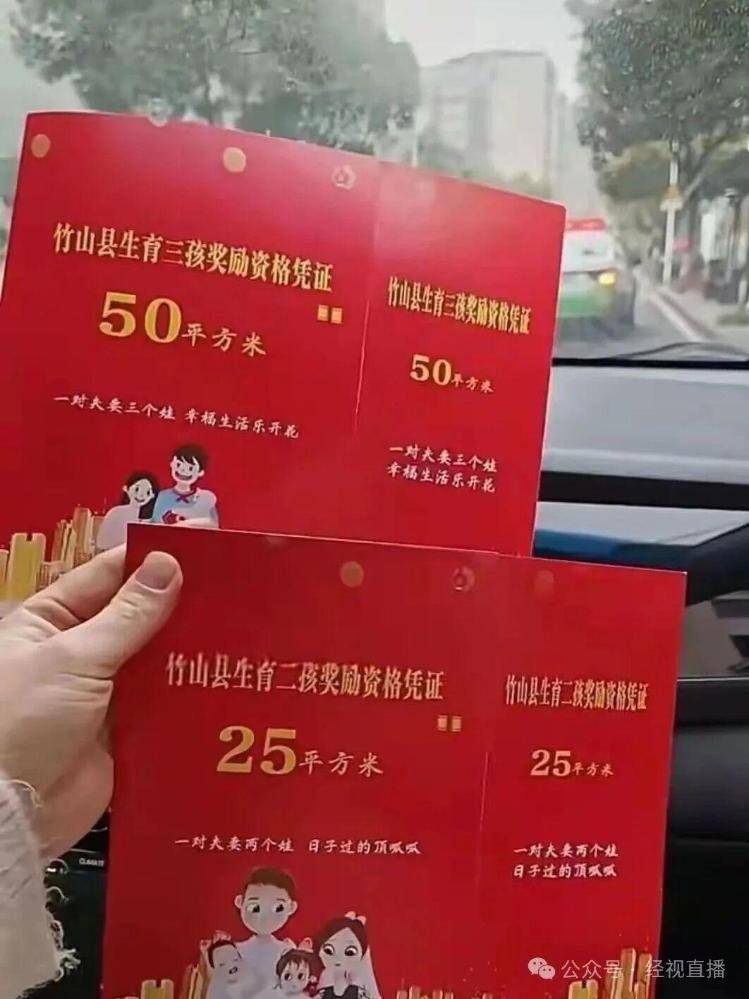 竹山县生育三孩奖励资格凭证
50平方米
一对夫妻三个娃 幸福生活乐开花
竹山县生育三孩奖励资格凭证
50平方米
一对夫妻三个娃
幸福生活乐开花
竹山县生育二孩奖励资格凭证
25平方米
一对夫妻两个娃 日子过的顶呱呱
竹山县生育二孩奖励资格凭证
25平方米
一对夫妻两个娃
日子过的顶呱呱
CLIMATE
公众号·经视直播